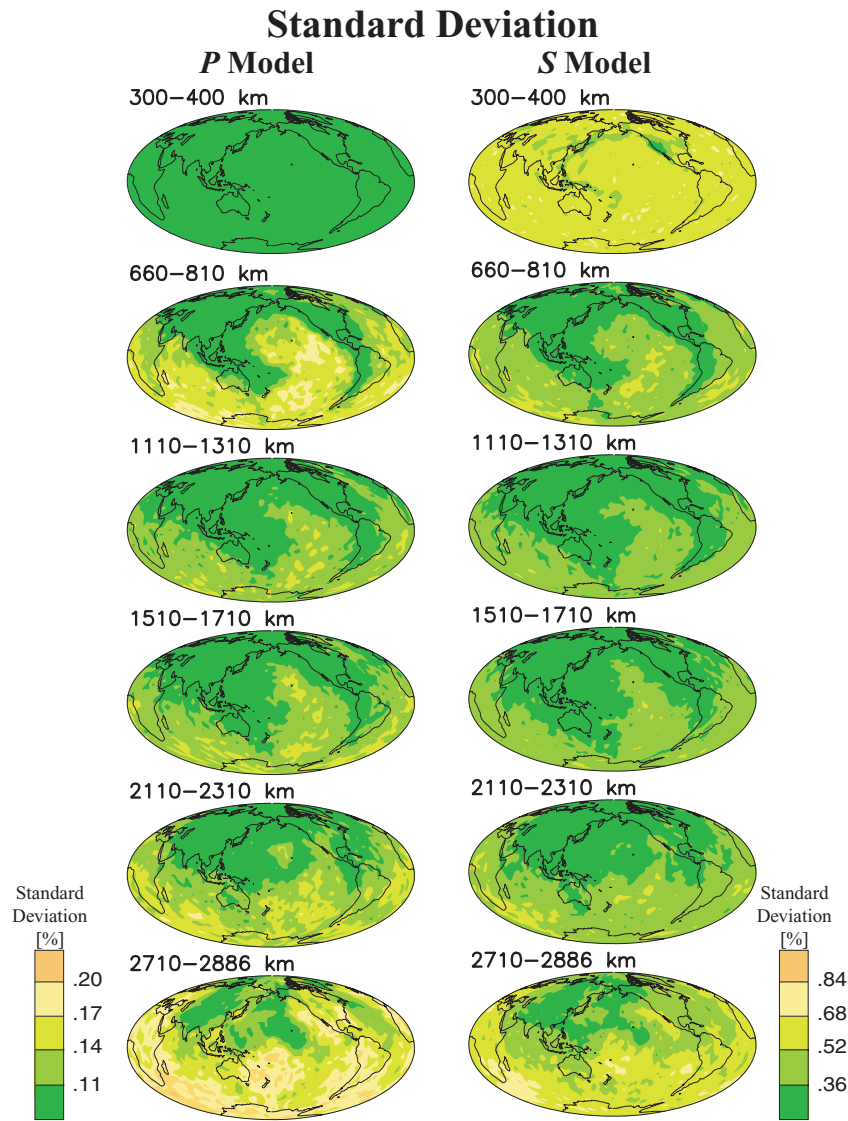 Standard Deviation
P Model
S Model
300–400 km
300–400 km
660–810 km
660–810 km
1110–1310 km
1110–1310 km
1510–1710 km
1510–1710 km
2110–2310 km
2110–2310 km
Standard
Deviation
[%]
.20
.17
.14
.11
Standard
Deviation
[%]
.84
.68
.52
.36
2710–2886 km
2710–2886 km